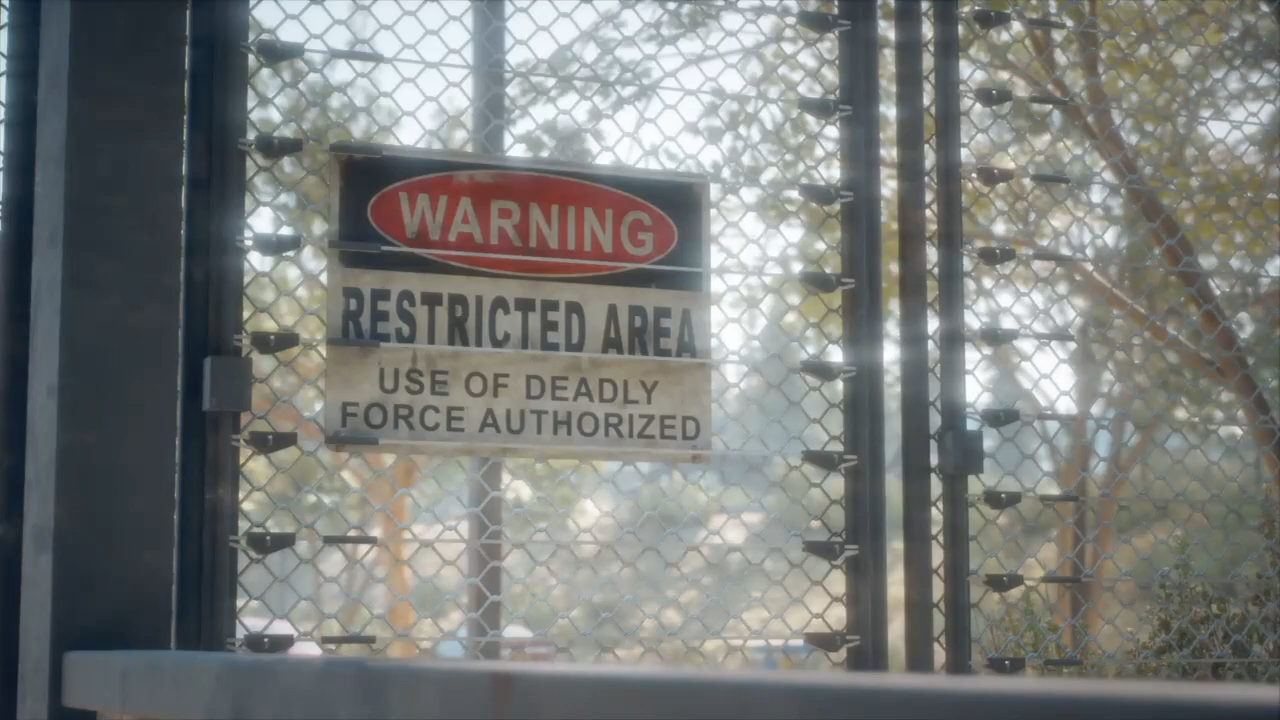 WARNING
RESTRICTED AREA
USE OF DEADLY
FORCE AUTHORIZED